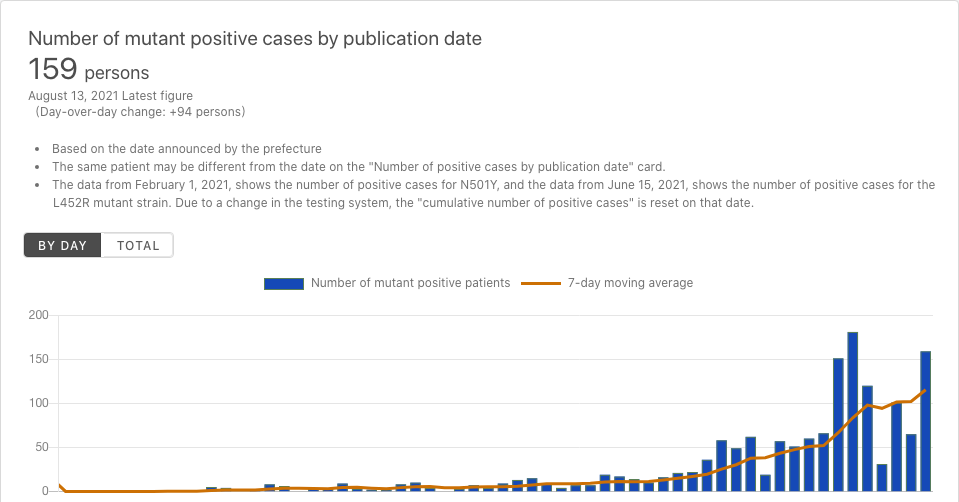 Number of mutant positive cases by publication date
159 persons
August 13, 2021 Latest figure
(Day-over-day change: +94 persons)
• Based on the date announced by the prefecture
• The same patient may be different from the date on the "Number of positive cases by publication date" card.
• The data from February 1, 2021, shows the number of positive cases for N501Y, and the data from June 15, 2021, shows the number of positive cases for the
L452R mutant strain. Due to a change in the testing system, the "cumulative number of positive cases" is reset on that date.
BY DAY TOTAL
Number of mutant positive patients 7-day moving average
200
150
100
50
0